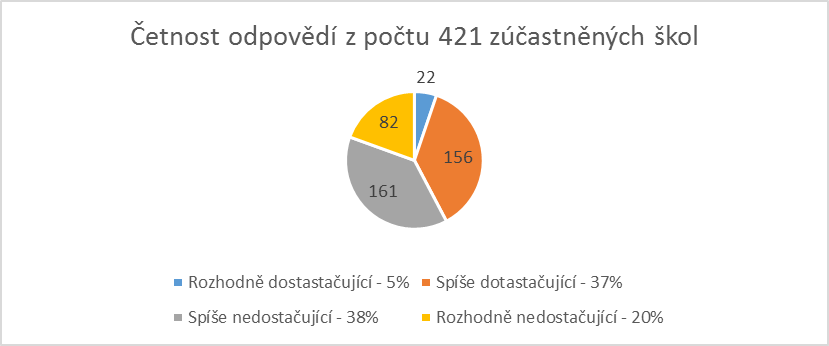 Četnost odpovědí z počtu 421 zúčastněných škol
22
82
156
161
Rozhodně dostastačující - 5%
Spíše dotastačující - 37%
Spíše nedostačující - 38%
Rozhodně nedostačující - 20%